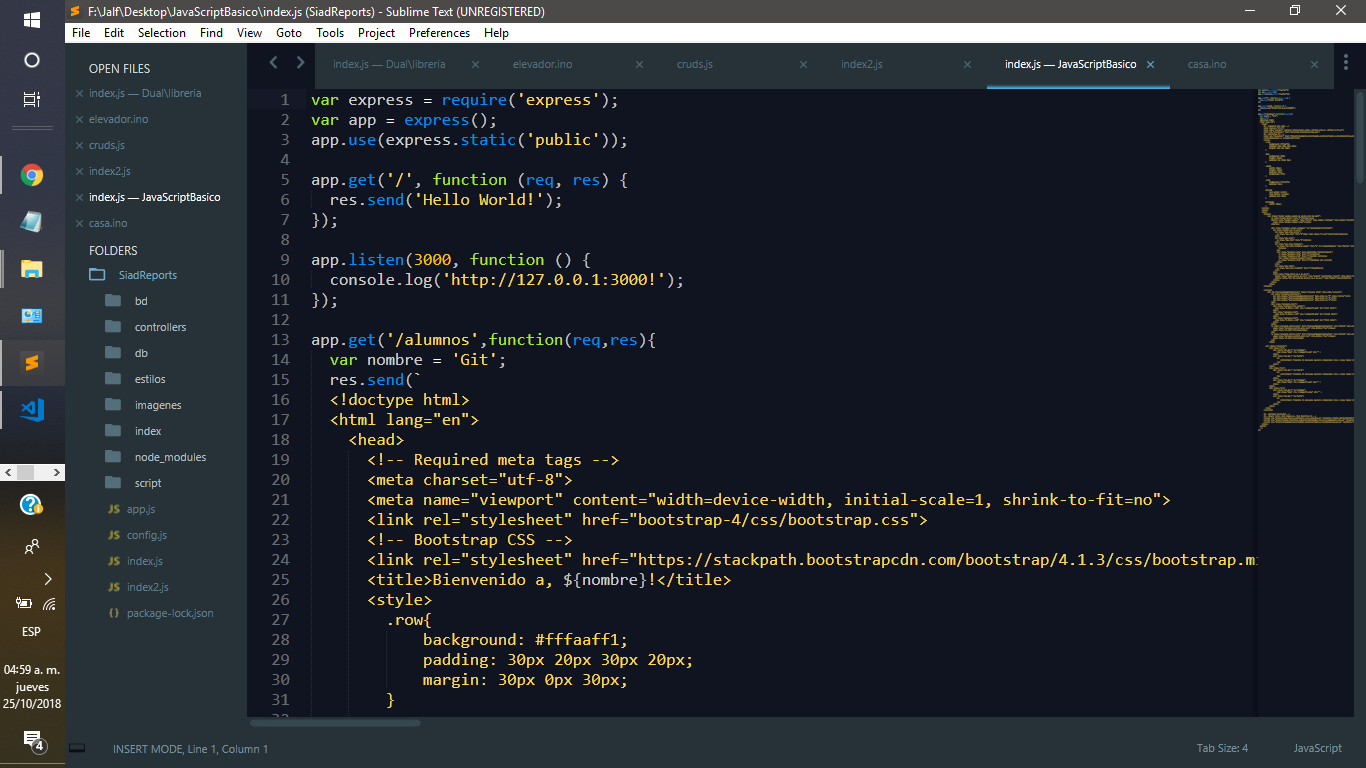 F:\Jalf\Desktop\JavaScriptBasico\index.js (SiadReports) - Sublime Text (UNREGISTERED)
File Edit Selection Find View Goto Tools Project Preferences Help
OPEN FILES
index.js — Dual\libreria
elevador.ino
cruds.js
index2.js
index.js — JavaScriptBasico
casa.ino
FOLDERS
SiadReports
bd
controllers
db
estilos
imagenes
index
node_modules
script
JS app.js
JS config.js
JS index.js
JS index2.js
{} package-lock.json
index.js — Dual\libreria elevador.ino cruds.js index2.js index.js — JavaScriptBasico casa.ino
1 var express = require('express');
2 var app = express();
3 app.use(express.static('public'));
4
5 app.get('/', function (req, res) {
6 res.send('Hello World!');
7 });
8
9 app.listen(3000, function () {
10 console.log('http://127.0.0.1:3000!');
11 });
12
13 app.get('/alumnos',function(req,res){
14 var nombre = 'Git';
15 res.send(`
16 <!doctype html>
17 <html lang="en">
18 <head>
19 <!-- Required meta tags -->
20 <meta charset="utf-8">
21 <meta name="viewport" content="width=device-width, initial-scale=1, shrink-to-fit=no">
22 <link rel="stylesheet" href="bootstrap-4/css/bootstrap.css">
23 <!-- Bootstrap CSS -->
24 <link rel="stylesheet" href="https://stackpath.bootstrapcdn.com/bootstrap/4.1.3/css/bootstrap.m
25 <title>Bienvenido a, ${nombre}!</title>
26 <style>
27 .row{
28 background: #fffaaff1;
29 padding: 30px 20px 30px 20px;
30 margin: 30px 0px 30px;
31 }
INSERT MODE, Line 1, Column 1
Tab Size: 4
JavaScript
ESP
04:59 a. m.
jueves
25/10/2018
4